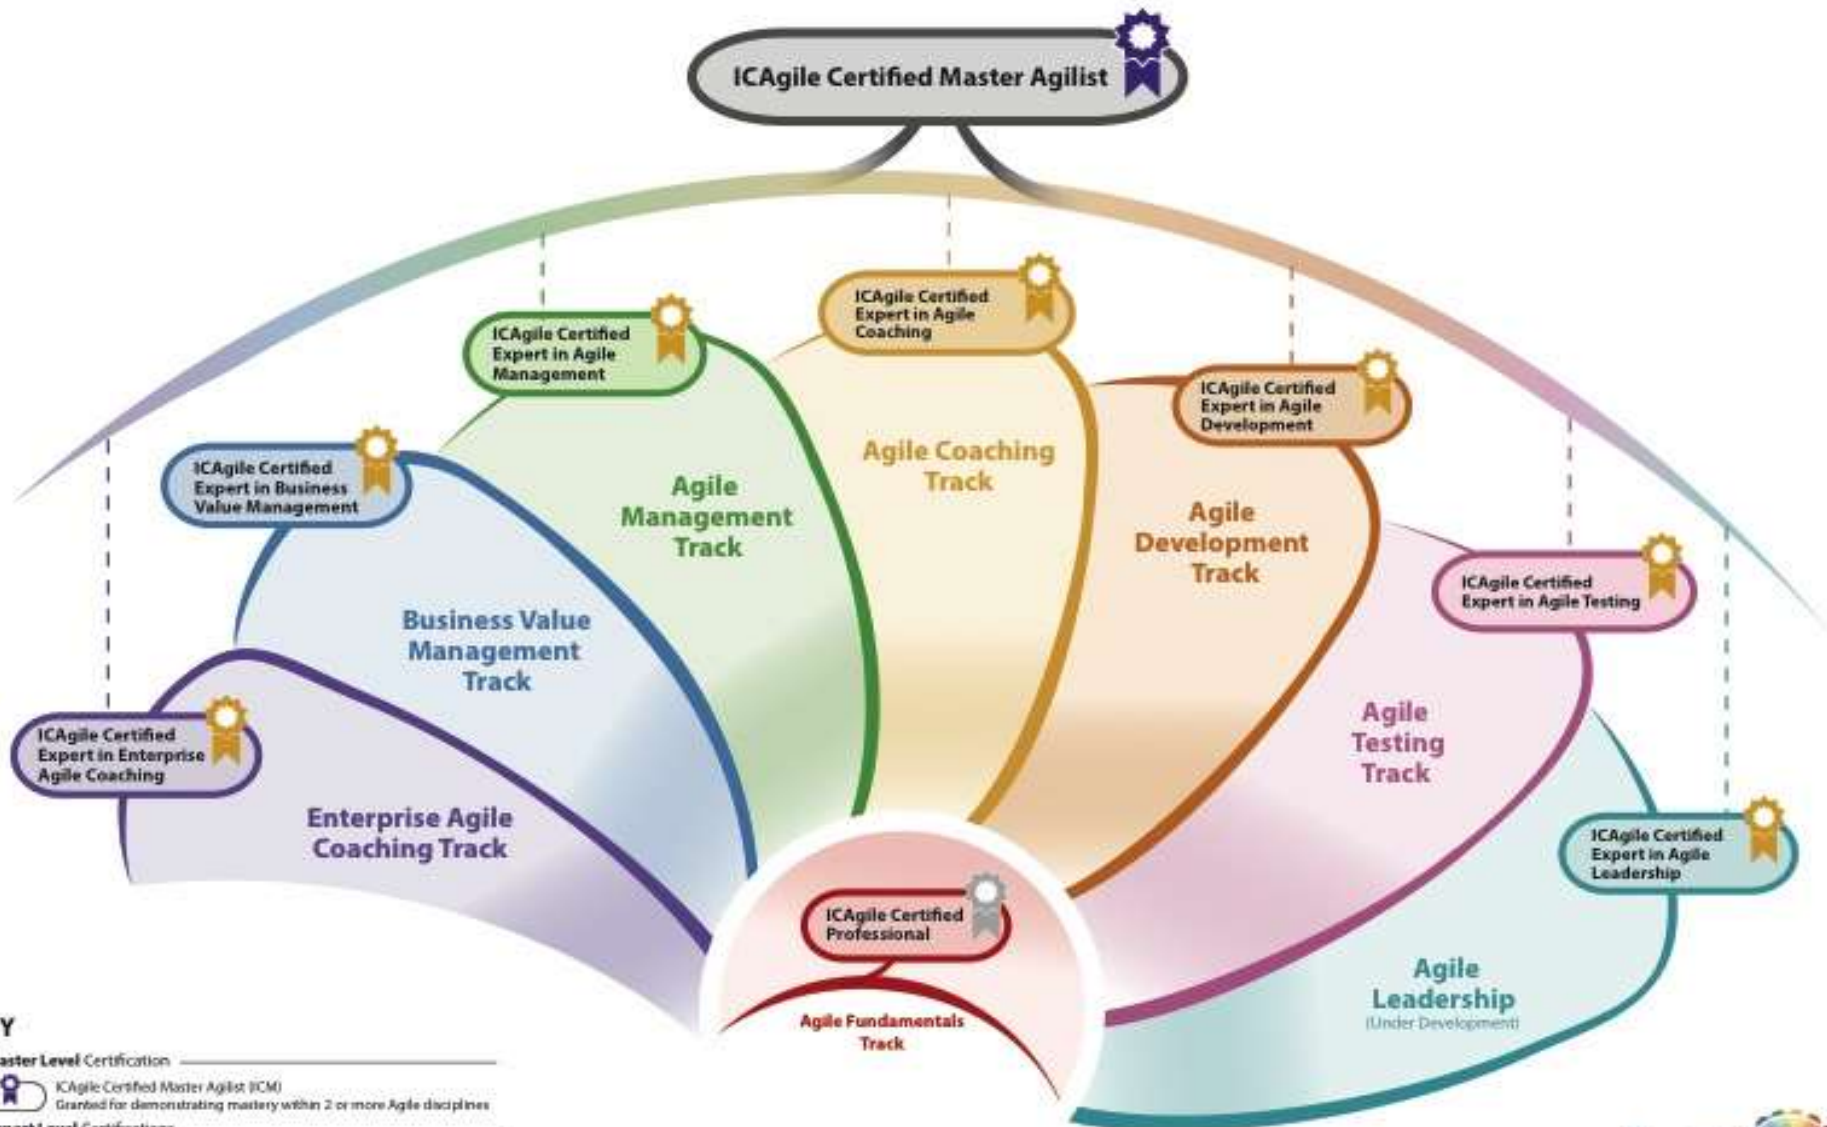 ICAgile Certified Master Agilist
ICAgile Certified
Expert in Agile
Coaching
ICAgile Certified
Expert in Agile
Management
ICAgile Certified
Expert in Agile
Development
ICAgile Certified
Expert in Business
Value Management
ICAgile Certified
Expert in Agile Testing
ICAgile Certified
Expert in Enterprise
Agile Coaching
ICAgile Certified
Expert in Agile
Leadership
Agile Coaching
Track
Agile
Management
Track
Agile
Development
Track
Business Value
Management
Track
Agile
Testing
Track
Enterprise Agile
Coaching Track
Agile
Leadership
(Under Development)
ICAgile Certified
Professional
Agile Fundamentals
Track
Y
aster Level Certification
ICAgile Certified Master Agilist (ICM)
Granted for demonstrating mastery within 2 or more Agile disciplines